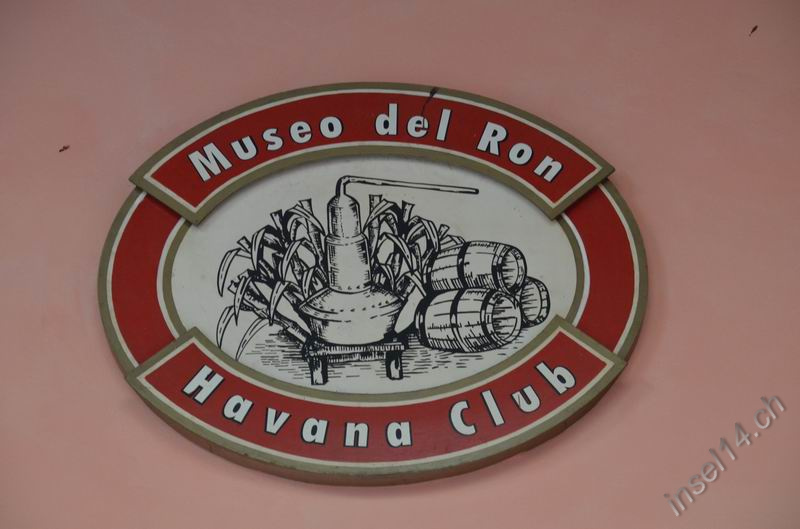 Museo del Ron
Havana Club
insel14.ch